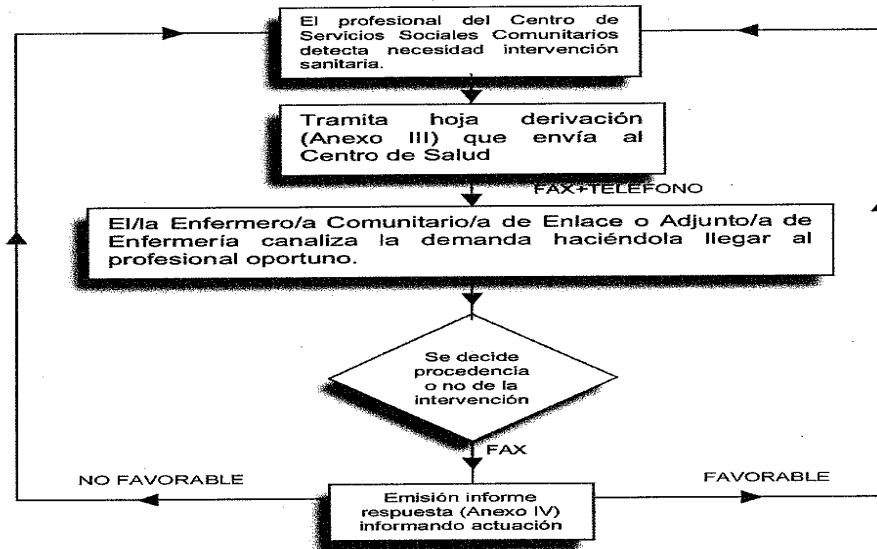 El profesional del Centro de
Servicios Sociales Comunitarios
detecta necesidad intervención
sanitaria.
Tramita hoja derivación
(Anexo III) que envía al
Centro de Salud
FAX+TELEFONO
El/la Enfermero/a Comunitario/a de Enlace o Adjunto/a de
Enfermería canaliza la demanda haciéndola llegar al
profesional oportuno.
Se decide
procedencia
o no de la
intervención
FAX
NO FAVORABLE
FAVORABLE
Emisión informe
respuesta (Anexo IV)
informando actuación